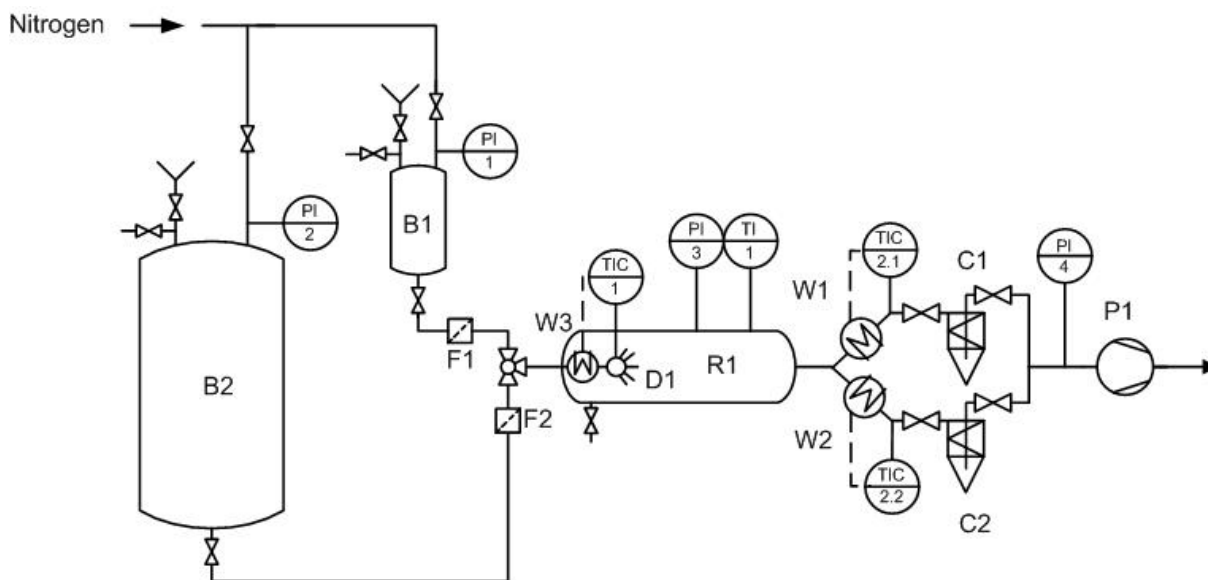 Nitrogen
PI
1
B1
PI
2
B2
F1
F2
TIC
1
W3
D1
PI
3
TI
1
R1
TIC
2.1
W1
C1
PI
4
P1
W2
TIC
2.2
C2